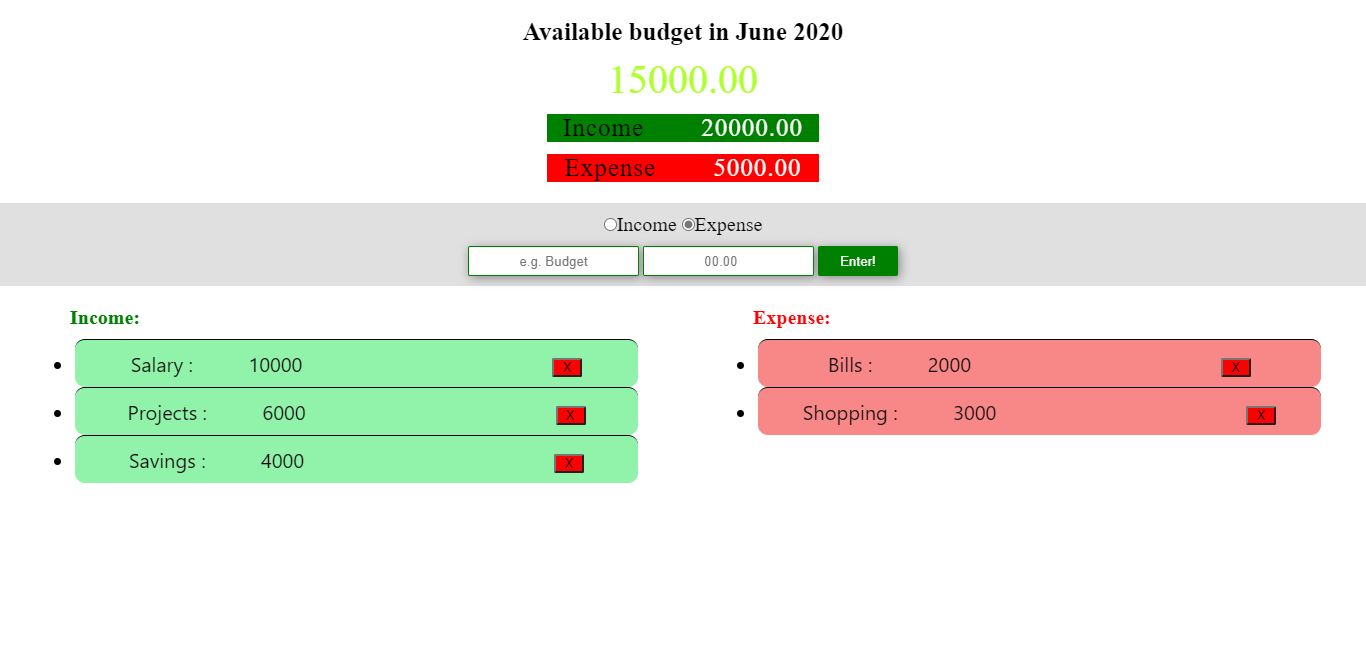 Available budget in June 2020
15000.00
Income 20000.00
Expense 5000.00
Income Expense
e.g. Budget 00.00 Enter!
Income:
Salary : 10000 X
Projects : 6000 X
Savings : 4000 X
Expense:
Bills : 2000 X
Shopping : 3000 X